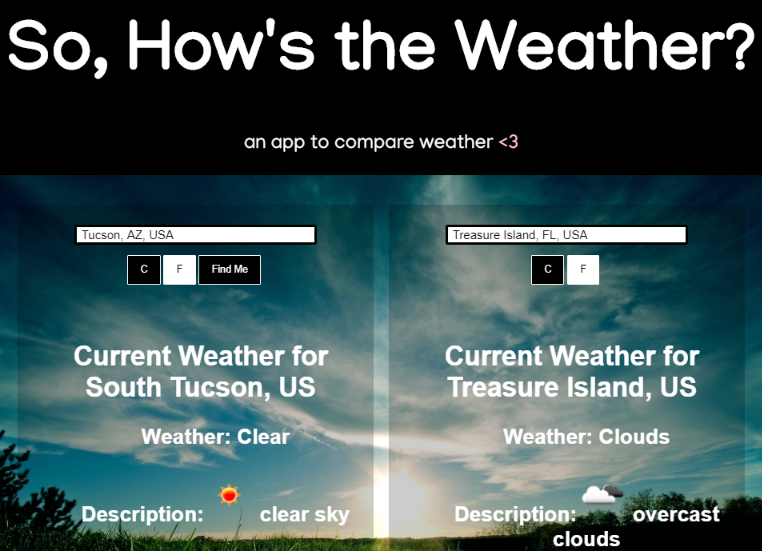 So, How's the Weather?
an app to compare weather <3
Tucson, AZ, USA
C F Find Me
Current Weather for
South Tucson, US
Weather: Clear
Description: clear sky
Treasure Island, FL, USA
C F
Current Weather for
Treasure Island, US
Weather: Clouds
Description: overcast
clouds